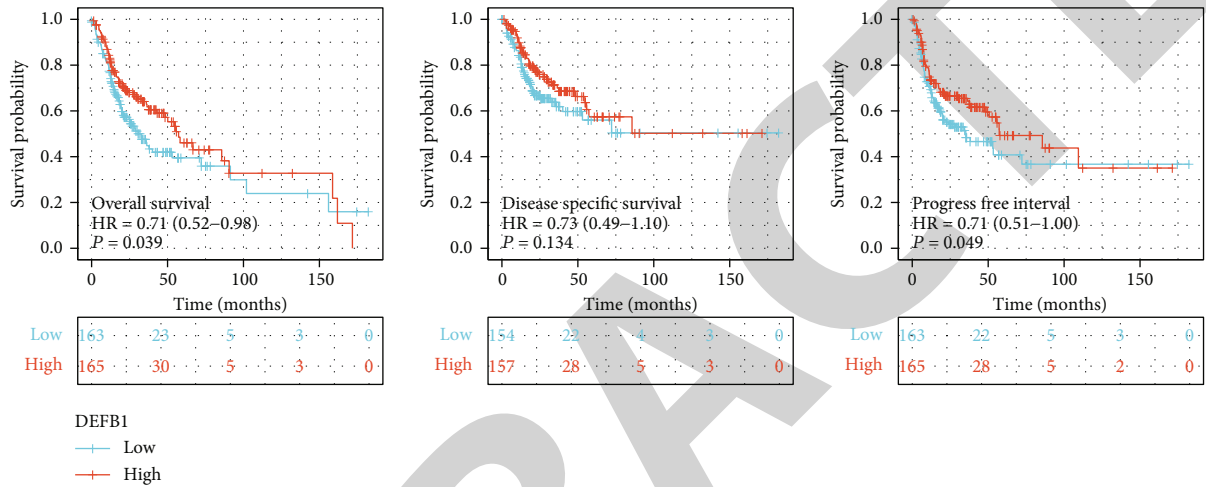 1.0
0.8
0.6
0.4
0.2
0.0
Survival probability
Overall survival
HR = 0.71 (0.52–0.98)
P = 0.039
0 50 100 150
Time (months)
Low 163 23 5 3 0
High 165 30 5 3 0
1.0
0.8
0.6
0.4
0.2
0.0
Survival probability
Disease specific survival
HR = 0.73 (0.49–1.10)
P = 0.134
0 50 100 150
Time (months)
Low 154 22 4 3 0
High 157 28 5 3 0
1.0
0.8
0.6
0.4
0.2
0.0
Survival probability
Progress free interval
HR = 0.71 (0.51–1.00)
P = 0.049
0 50 100 150
Time (months)
Low 163 22 5 3 0
High 165 28 5 2 0
DEFB1
Low
High